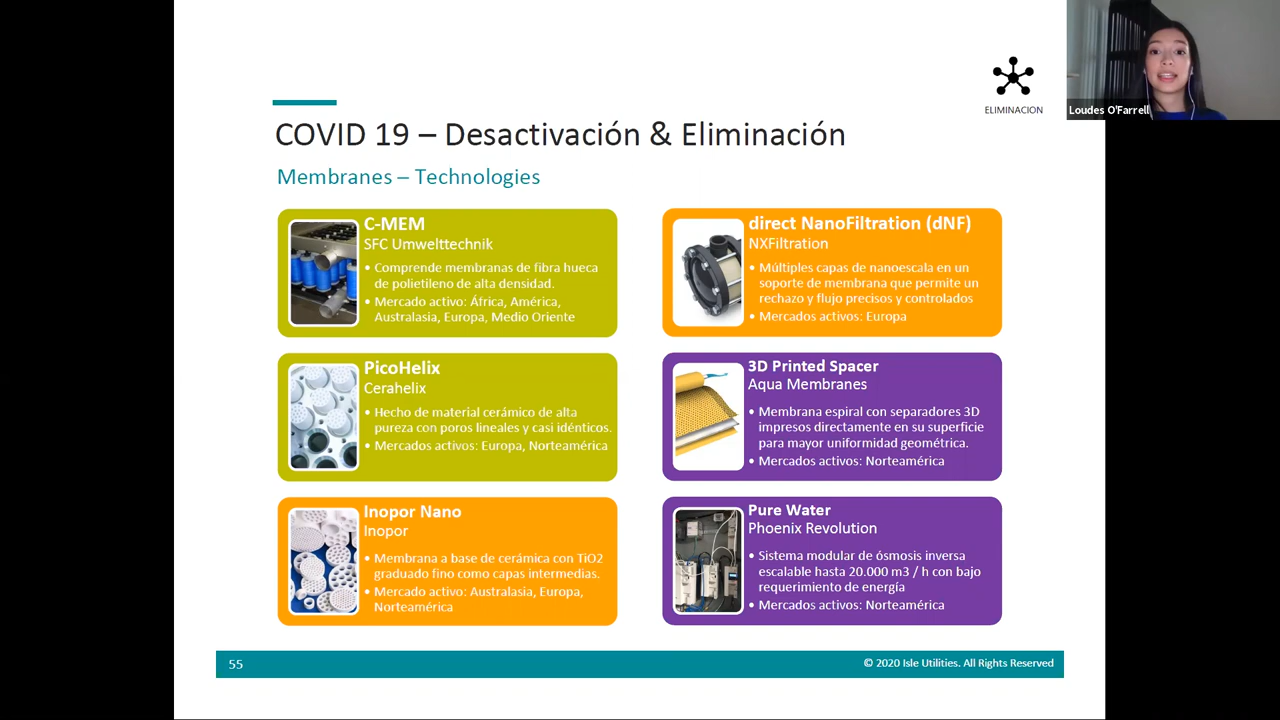 ELIMINACION
Loudes O'Farrell
COVID 19 – Desactivación & Eliminación
Membranes – Technologies
C-MEM
SFC Umwelttechnik
• Comprende membranas de fibra hueca
de polietileno de alta densidad.
• Mercado activo: África, América,
Australasia, Europa, Medio Oriente
direct NanoFiltration (dNF)
NXFiltration
• Múltiples capas de nanoescala en un
soporte de membrana que permite un
rechazo y flujo precisos y controlados
• Mercados activos: Europa
PicoHelix
Cerahelix
• Hecho de material cerámico de alta
pureza con poros lineales y casi idénticos.
• Mercados activos: Europa, Norteamérica
3D Printed Spacer
Aqua Membranes
• Membrana espiral con separadores 3D
impresos directamente en su superficie
para mayor uniformidad geométrica.
• Mercados activos: Norteamérica
Inopor Nano
Inopor
• Membrana a base de cerámica con TiO2
graduado fino como capas intermedias.
• Mercado activo: Australasia, Europa,
Norteamérica
Pure Water
Phoenix Revolution
• Sistema modular de ósmosis inversa
escalable hasta 20.000 m3 / h con bajo
requerimiento de energía
• Mercados activos: Norteamérica
55
© 2020 Isle Utilities. All Rights Reserved